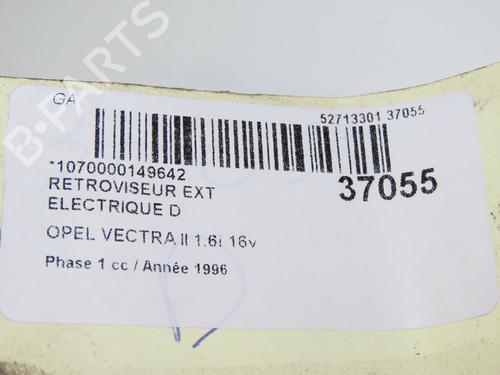 GA
52713301 37055
*1070000149642
RETROVISEUR EXT
ELECTRIQUE D
37055
OPEL VECTRA II 1.6i 16v
Phase 1 cc / Année 1996
B-PARTS